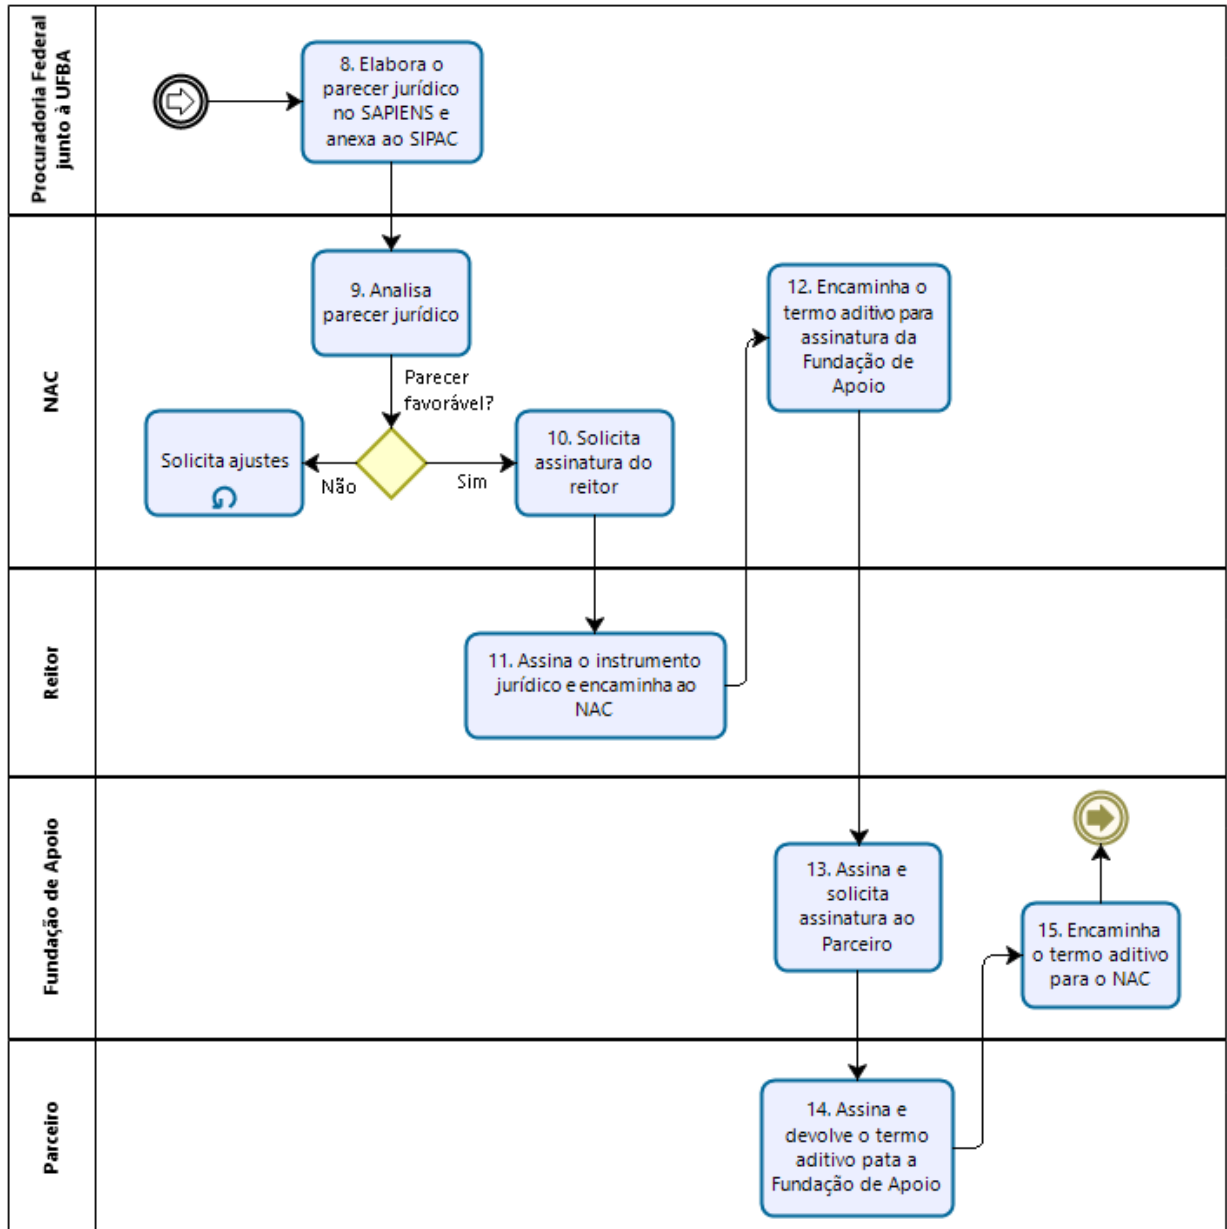 Procuradoria Federal
junto à UFBA
8. Elabora o
parecer jurídico
no SAPIENS e
anexa ao SIPAC
NAC
9. Analisa
parecer jurídico
Parecer
favorável?
Solicita ajustes
Não
Sim
10. Solicita
assinatura do
reitor
12. Encaminha o
termo aditivo para
assinatura da
Fundação de
Apoio
Reitor
11. Assina o instrumento
jurídico e encaminha ao
NAC
Fundação de Apoio
13. Assina e
solicita
assinatura ao
Parceiro
15. Encaminha
o termo aditivo
para o NAC
Parceiro
14. Assina e
devolve o termo
aditivo pata a
Fundação de Apoio